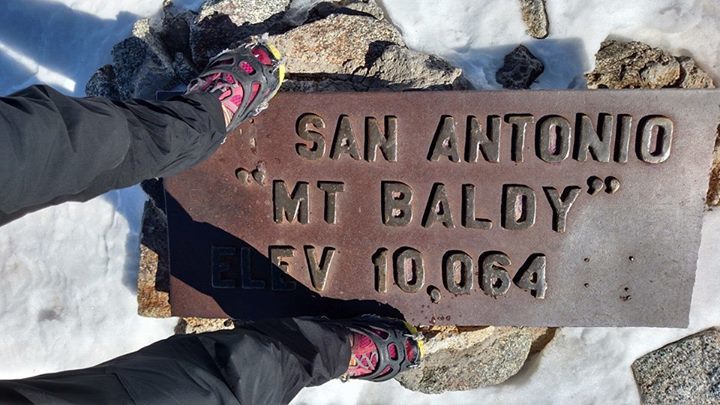 SAN ANTONIO
"MT BALDY"
ELEV 10,064